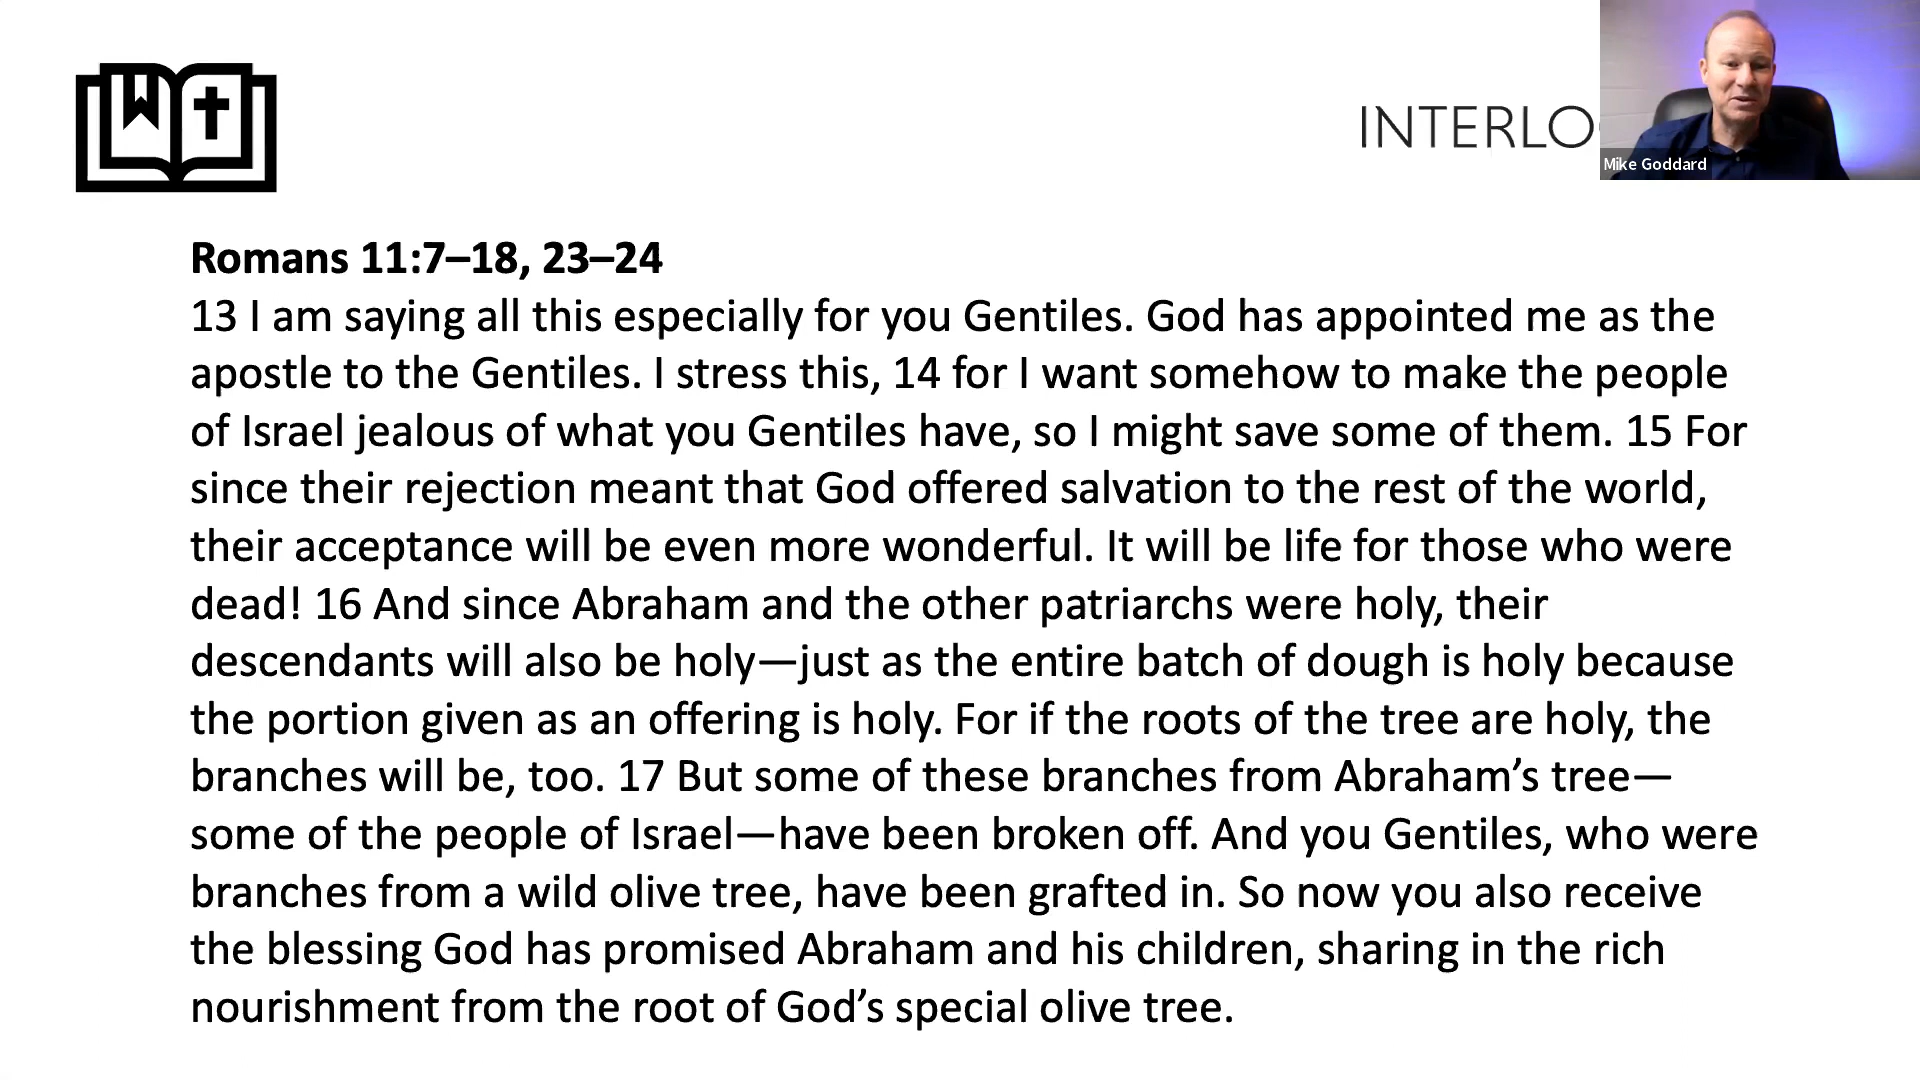 INTERLO
Mike Goddard
Romans 11:7–18, 23–24
13 I am saying all this especially for you Gentiles. God has appointed me as the
apostle to the Gentiles. I stress this, 14 for I want somehow to make the people
of Israel jealous of what you Gentiles have, so I might save some of them. 15 For
since their rejection meant that God offered salvation to the rest of the world,
their acceptance will be even more wonderful. It will be life for those who were
dead! 16 And since Abraham and the other patriarchs were holy, their
descendants will also be holy—just as the entire batch of dough is holy because
the portion given as an offering is holy. For if the roots of the tree are holy, the
branches will be, too. 17 But some of these branches from Abraham’s tree—
some of the people of Israel—have been broken off. And you Gentiles, who were
branches from a wild olive tree, have been grafted in. So now you also receive
the blessing God has promised Abraham and his children, sharing in the rich
nourishment from the root of God’s special olive tree.